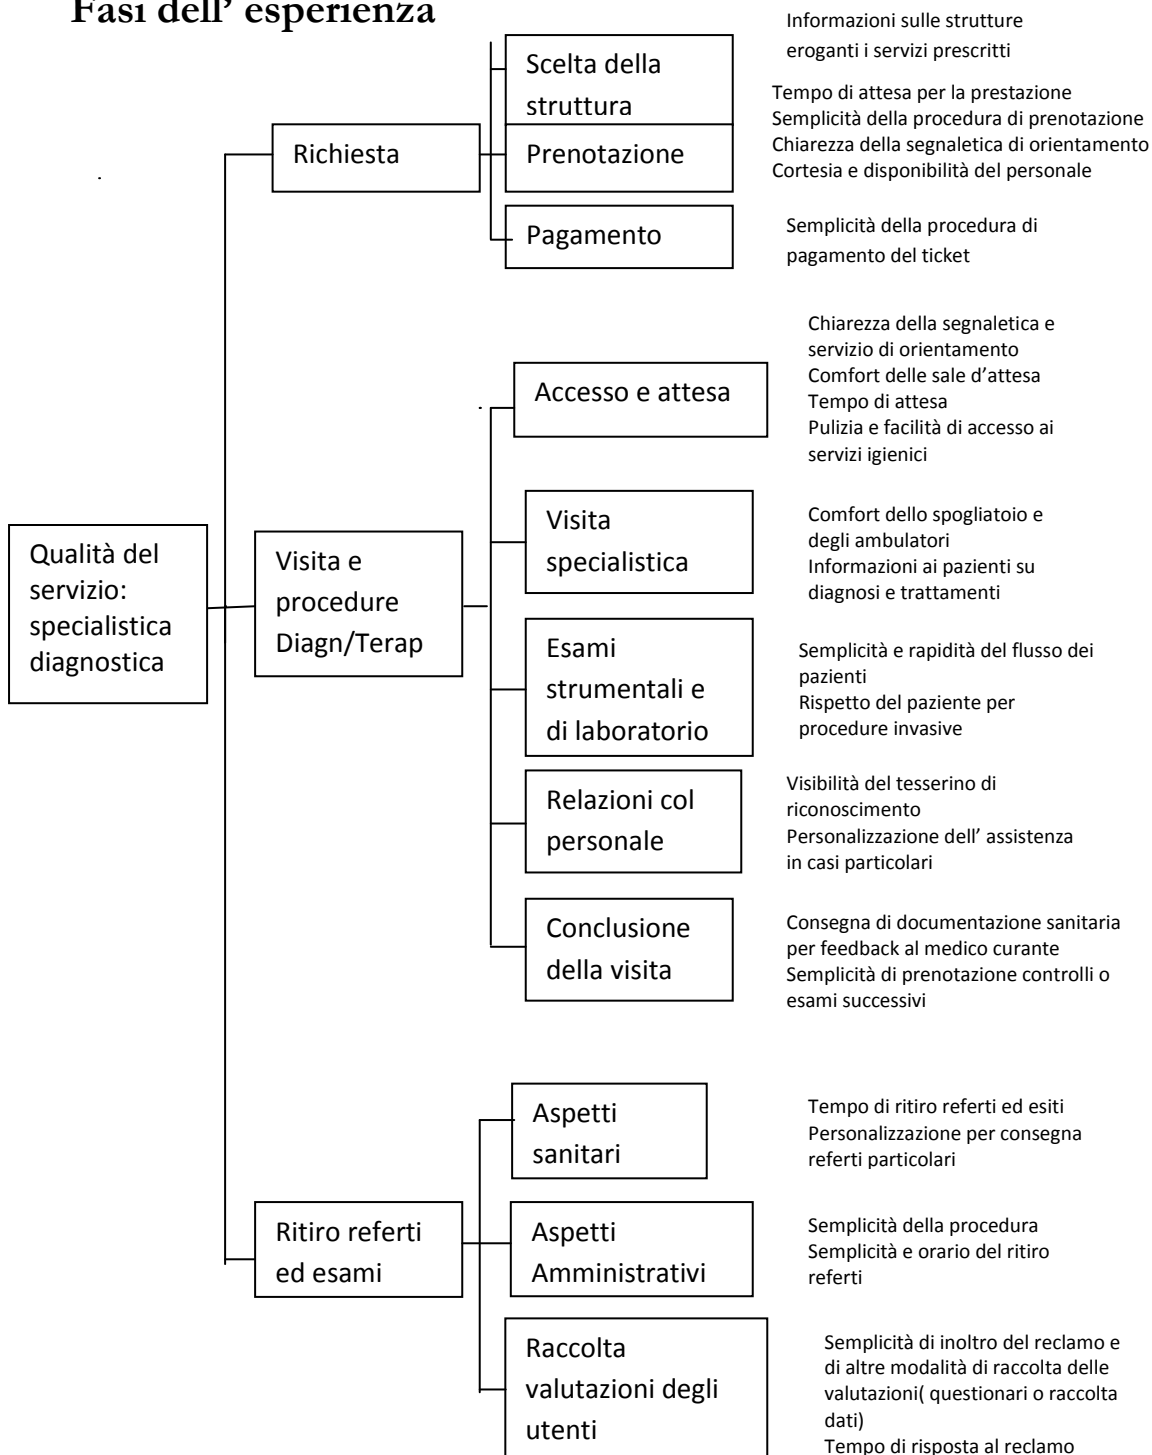 Fasi dell’ esperienza
Informazioni sulle strutture
eroganti i servizi prescritti
Scelta della
struttura
Tempo di attesa per la prestazione
Semplicità della procedura di prenotazione
Chiarezza della segnaletica di orientamento
Cortesia e disponibilità del personale
Richiesta
Prenotazione
Pagamento
Semplicità della procedura di
pagamento del ticket
Chiarezza della segnaletica e
servizio di orientamento
Comfort delle sale d’attesa
Tempo di attesa
Pulizia e facilità di accesso ai
servizi igienici
Accesso e attesa
Visita
specialistica
Comfort dello spogliatoio e
degli ambulatori
Informazioni ai pazienti su
diagnosi e trattamenti
Qualità del
servizio:
specialistica
diagnostica
Visita e
procedure
Diagn/Terap
Esami
strumentali e
di laboratorio
Semplicità e rapidità del flusso dei
pazienti
Rispetto del paziente per
procedure invasive
Relazioni col
personale
Visibilità del tesserino di
riconoscimento
Personalizzazione dell’ assistenza
in casi particolari
Conclusione
della visita
Consegna di documentazione sanitaria
per feedback al medico curante
Semplicità di prenotazione controlli o
esami successivi
Aspetti
sanitari
Tempo di ritiro referti ed esiti
Personalizzazione per consegna
referti particolari
Ritiro referti
ed esami
Aspetti
Amministrativi
Semplicità della procedura
Semplicità e orario del ritiro
referti
Raccolta
valutazioni degli
utenti
Semplicità di inoltro del reclamo e
di altre modalità di raccolta delle
valutazioni( questionari o raccolta
dati)
Tempo di risposta al reclamo